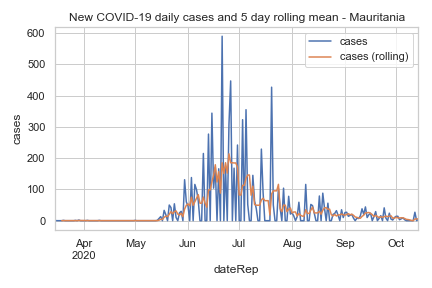 New COVID-19 daily cases and 5 day rolling mean - Mauritania
cases
cases (rolling)
600
500
400
300
200
100
0
cases
Apr May Jun Jul Aug Sep Oct
2020
dateRep